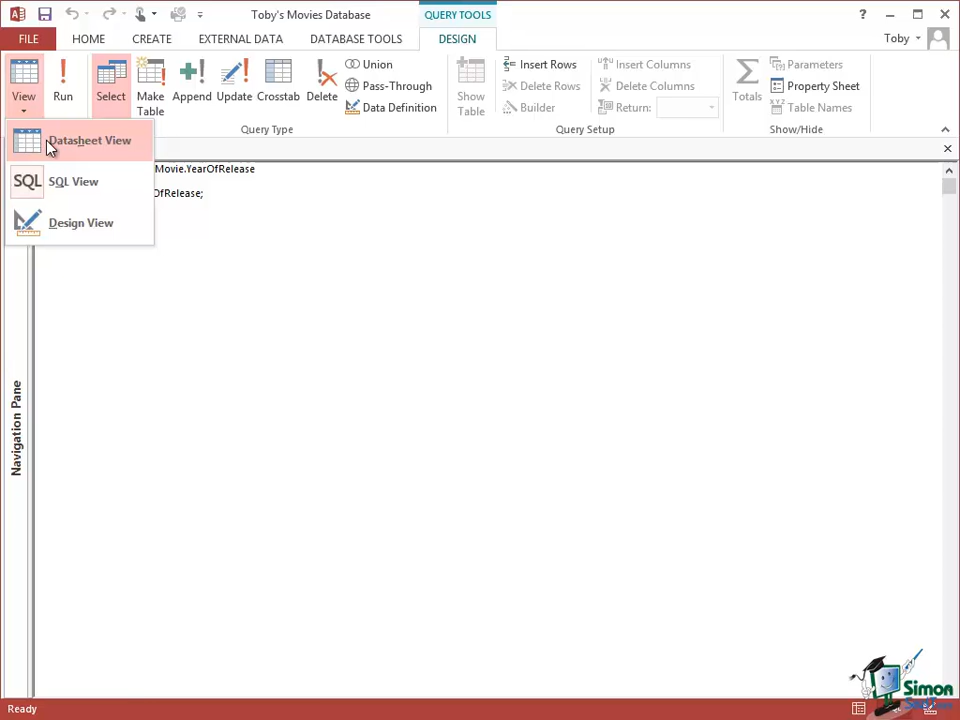 Toby's Movies Database
QUERY TOOLS
?
FILE
HOME
CREATE
EXTERNAL DATA
DATABASE TOOLS
DESIGN
Toby
View
Run
Select
Make Table
Append
Update
Crosstab
Delete
Union
Pass-Through
Data Definition
Query Type
Show Table
Insert Rows
Delete Rows
Builder
Insert Columns
Delete Columns
Return:
Query Setup
Totals
Parameters
Property Sheet
Table Names
Show/Hide
Datasheet View
SQL SQL View
Design View
Movie.YearOfRelease
OfRelease;
Navigation Pane
Ready
Simon